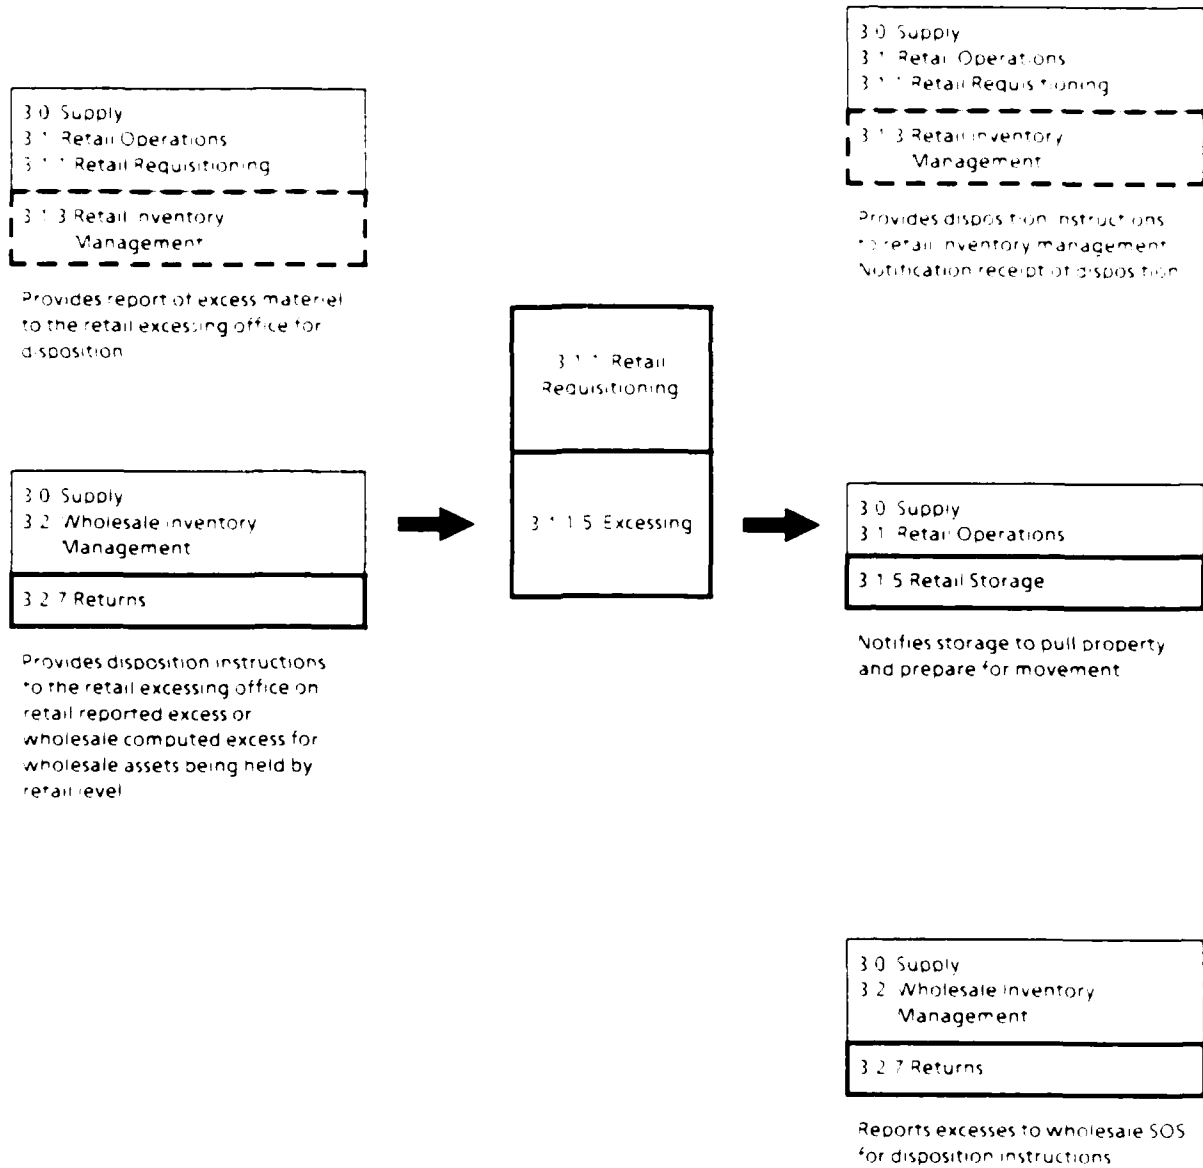 3.0 Supply
3.1 Retail Operations
3.1.1 Retail Requisitioning
3.1.3 Retail Inventory
Management
Provides report of excess materiel
to the retail excessing office for
disposition
3.0 Supply
3.2 Wholesale Inventory
Management
3.2.7 Returns
Provides disposition instructions
to the retail excessing office on
retail reported excess or
wholesale computed excess for
wholesale assets being held by
retail level
3.1.1 Retail
Requisitioning
3.1.1.5 Excessing
3.0 Supply
3.1 Retail Operations
3.1.1 Retail Requisitioning
3.1.3 Retail Inventory
Management
Provides disposition instructions
to retail inventory management
Notification receipt of disposition
3.0 Supply
3.1 Retail Operations
3.1.5 Retail Storage
Notifies storage to pull property
and prepare for movement
3.0 Supply
3.2 Wholesale Inventory
Management
3.2.7 Returns
Reports excesses to wholesale SOS
for disposition instructions